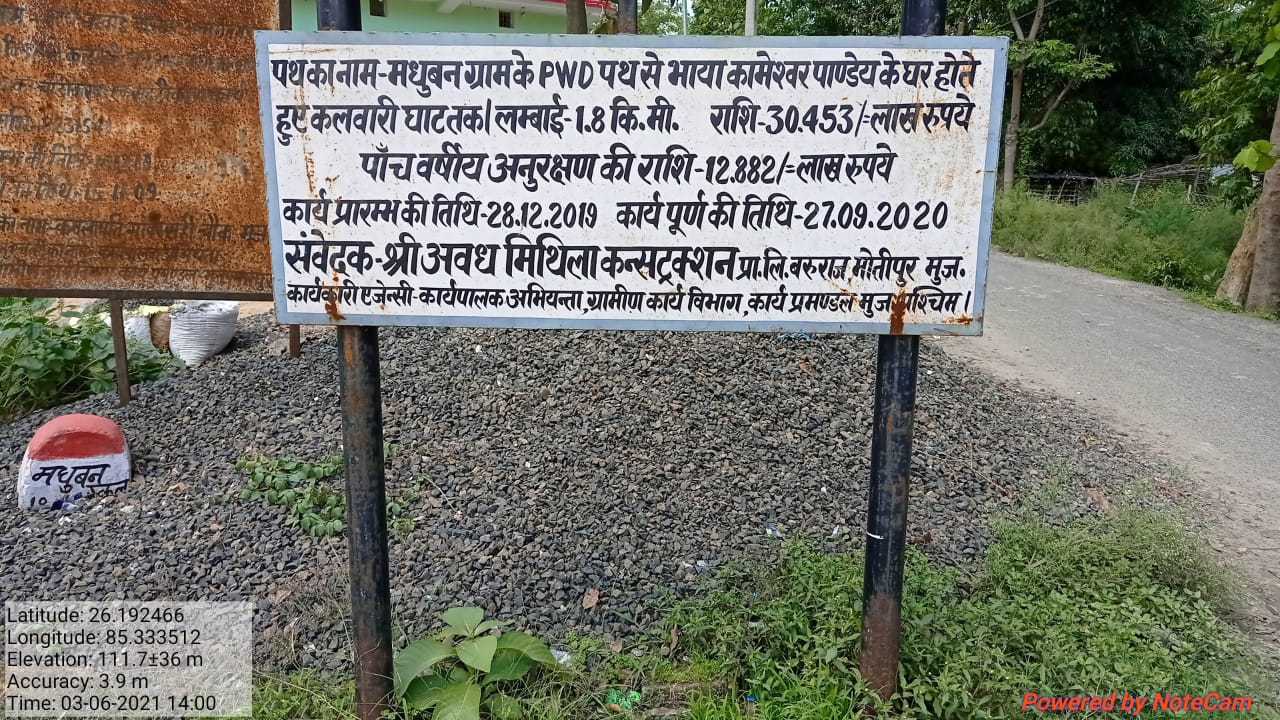 पथ का नाम-मधुबन ग्राम के PWD पथ से भाया कामेश्वर पाण्डेय के घर होते
हुए कलवारी घाट तक। लम्बाई-1.8 कि.मी. राशि-30.453/=लाख रुपये
पाँच वर्षीय अनुरक्षण की राशि-12.882/=लाख रुपये
कार्य प्रारम्भ की तिथि-28.12.2019 कार्य पूर्ण की तिथि-27.09.2020
संवेदक-श्री अवध मिथिला कन्सट्रक्शन प्रा.लि. बरुराज, मोतीपुर मुज.
कार्यकारी एजेन्सी-कार्यपालक अभियन्ता, ग्रामीण कार्य विभाग, कार्य प्रमण्डल मुज. पश्चिम।
मधुबन
Latitude: 26.192466
Longitude: 85.333512
Elevation: 111.7±36 m
Accuracy: 3.9 m
Time: 03-06-2021 14:00
Powered by NoteCam